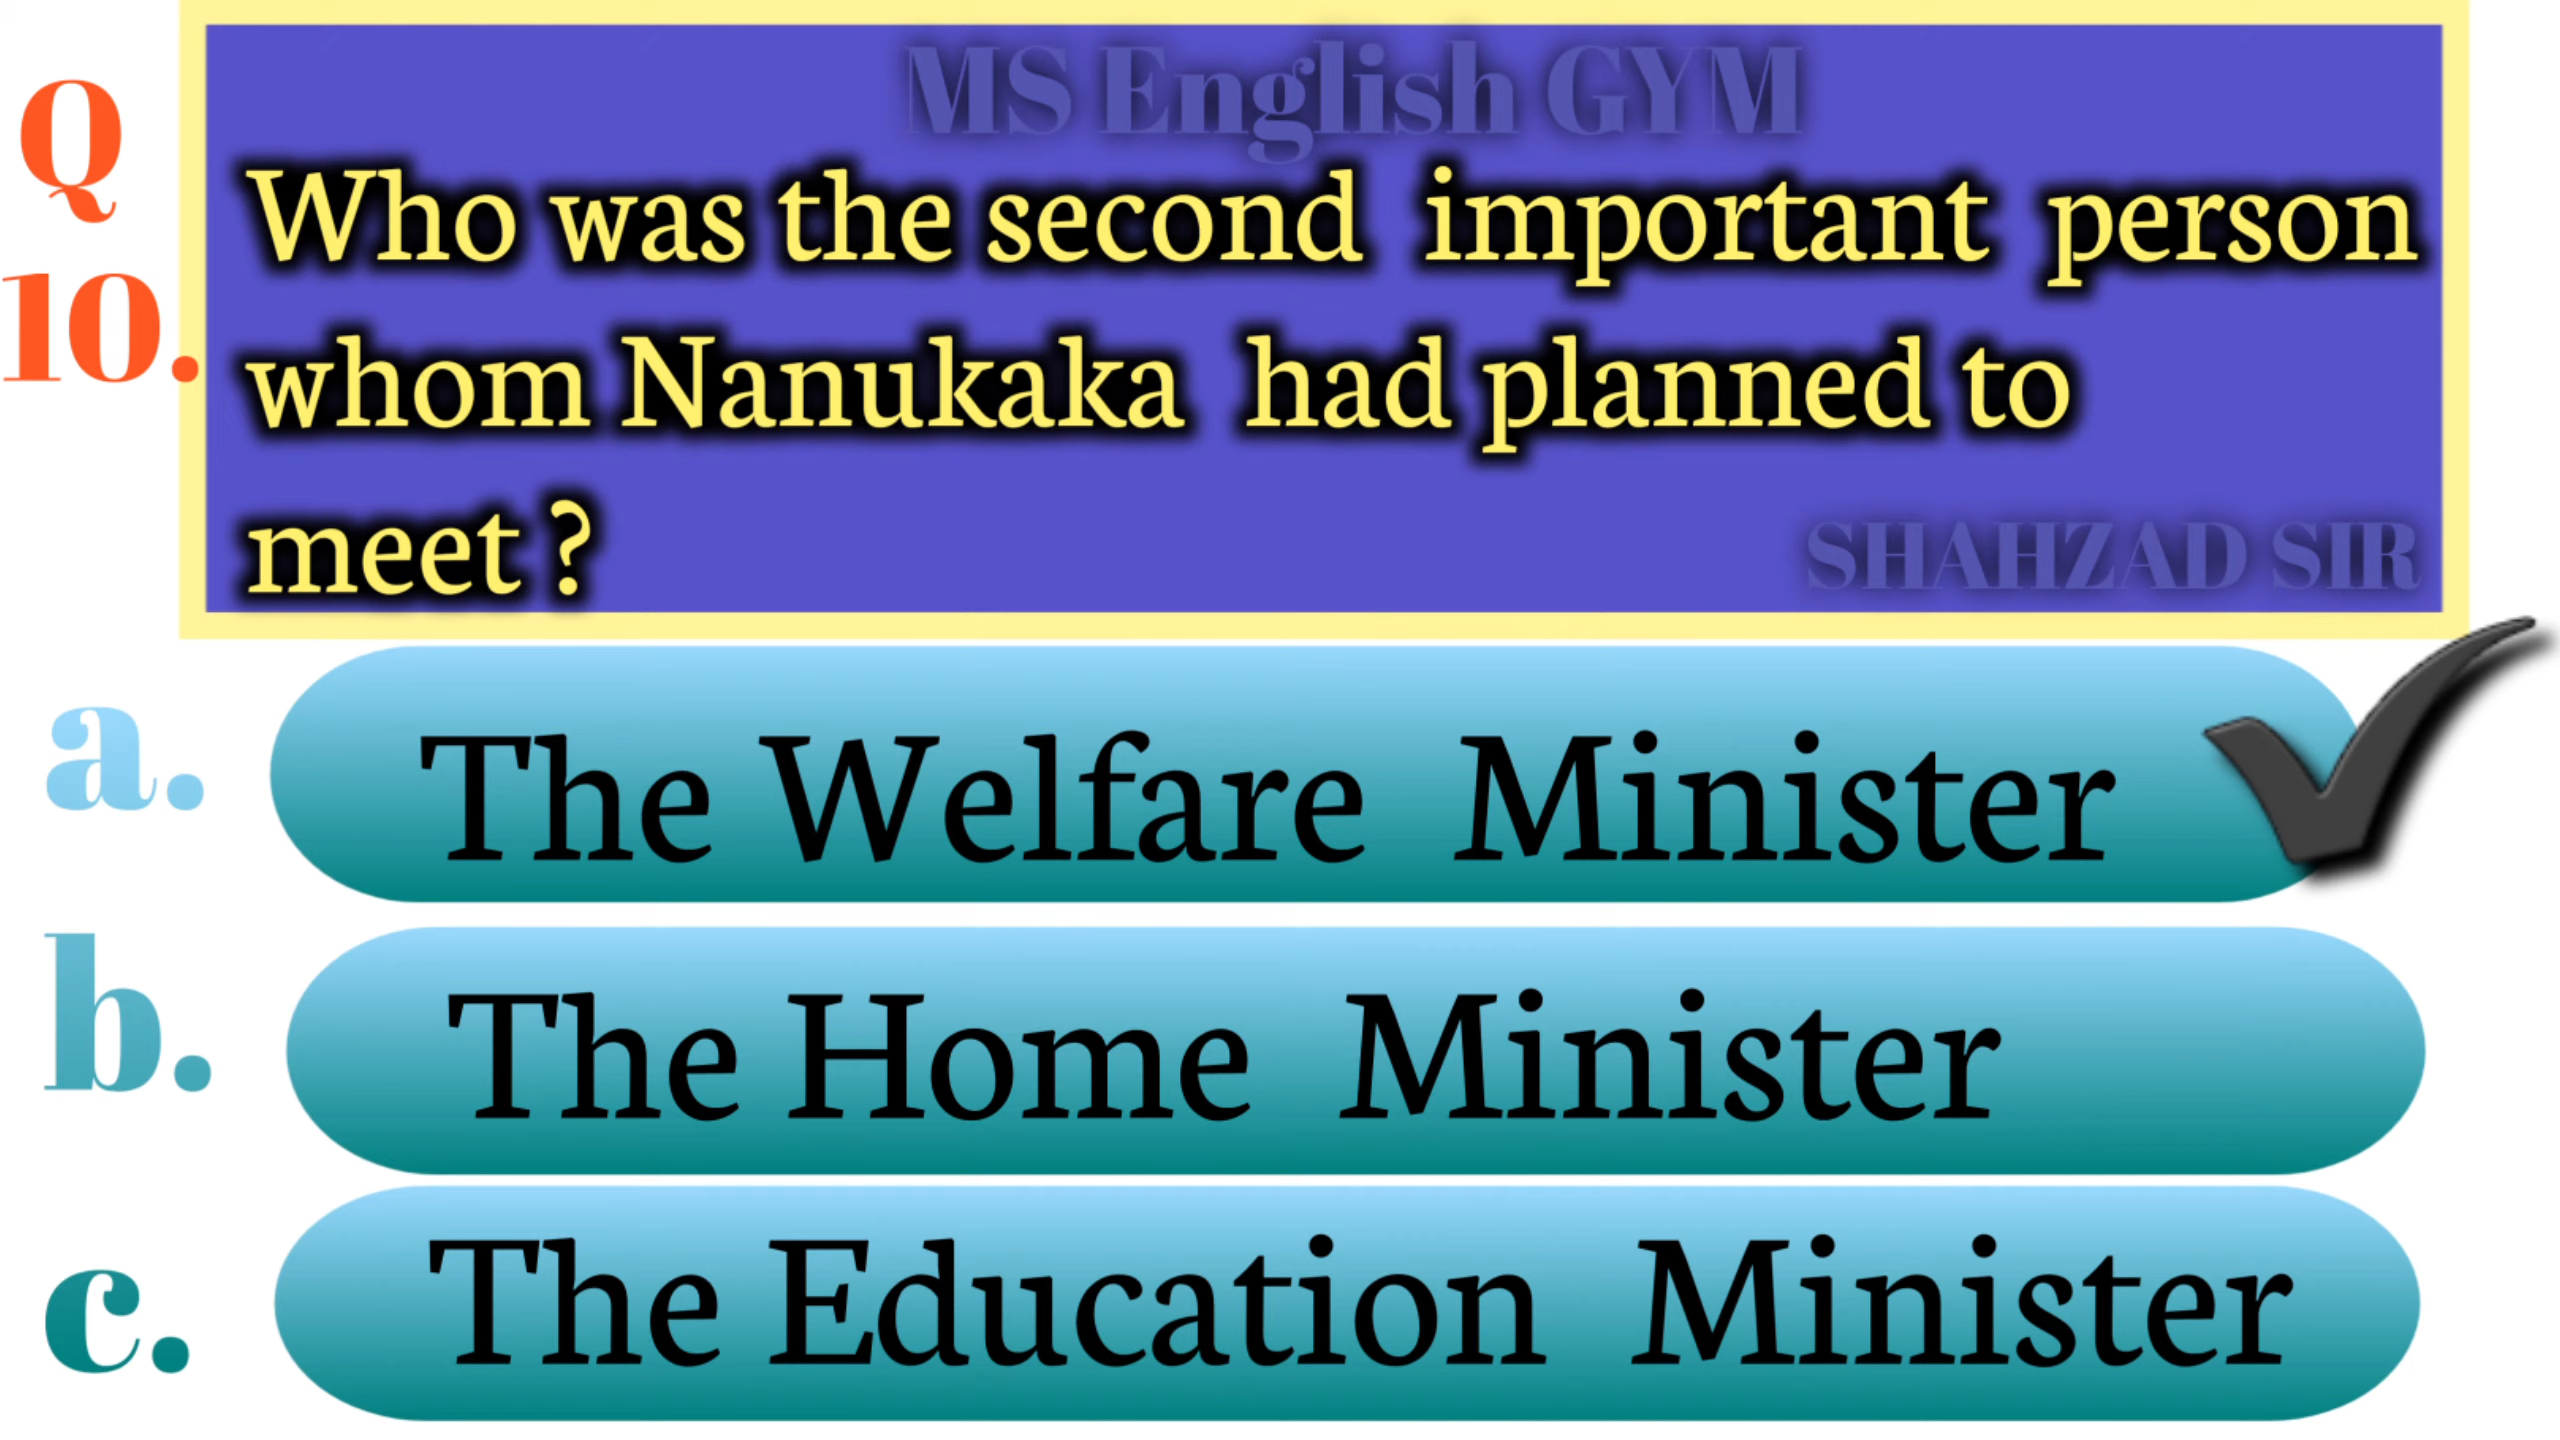 MS English GYM
Q
10.
Who was the second important person
whom Nanukaka had planned to
meet ?
SHAHZAD SIR
a. The Welfare Minister
b. The Home Minister
c. The Education Minister